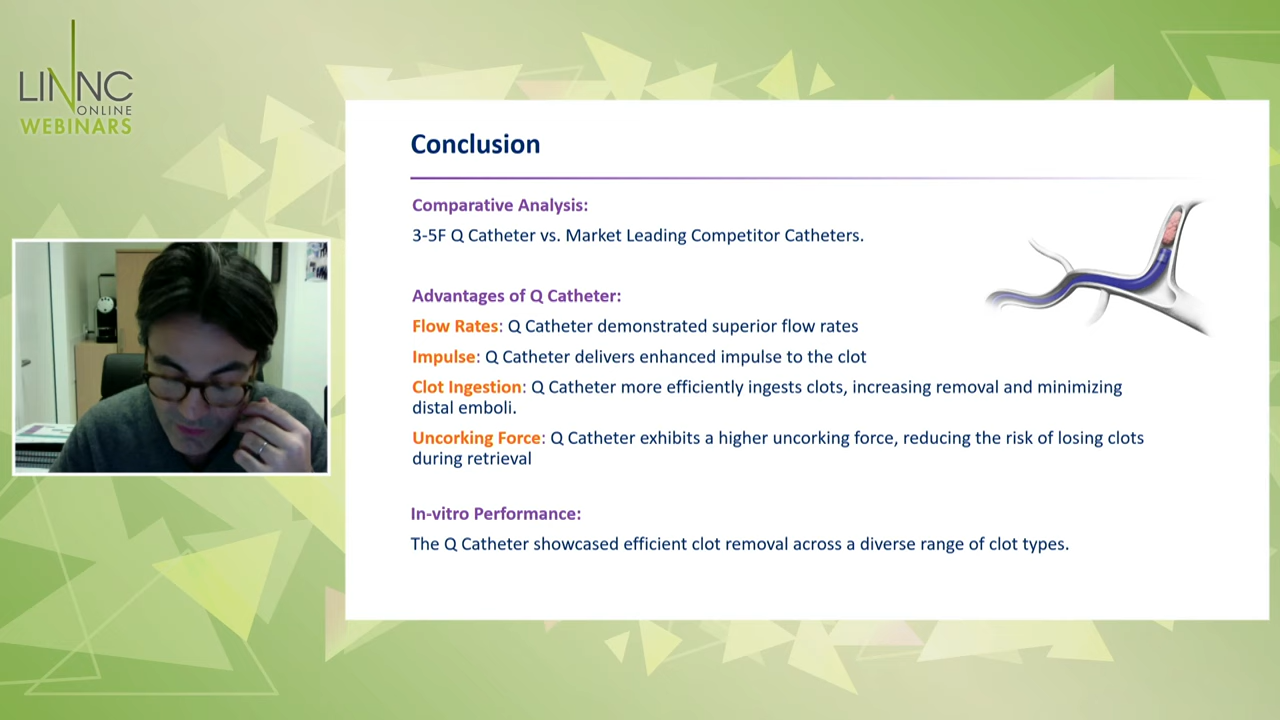 LINNC
ONLINE
WEBINARS
Conclusion
Comparative Analysis:
3-5F Q Catheter vs. Market Leading Competitor Catheters.
Advantages of Q Catheter:
Flow Rates: Q Catheter demonstrated superior flow rates
Impulse: Q Catheter delivers enhanced impulse to the clot
Clot Ingestion: Q Catheter more efficiently ingests clots, increasing removal and minimizing
distal emboli.
Uncorking Force: Q Catheter exhibits a higher uncorking force, reducing the risk of losing clots
during retrieval
In-vitro Performance:
The Q Catheter showcased efficient clot removal across a diverse range of clot types.